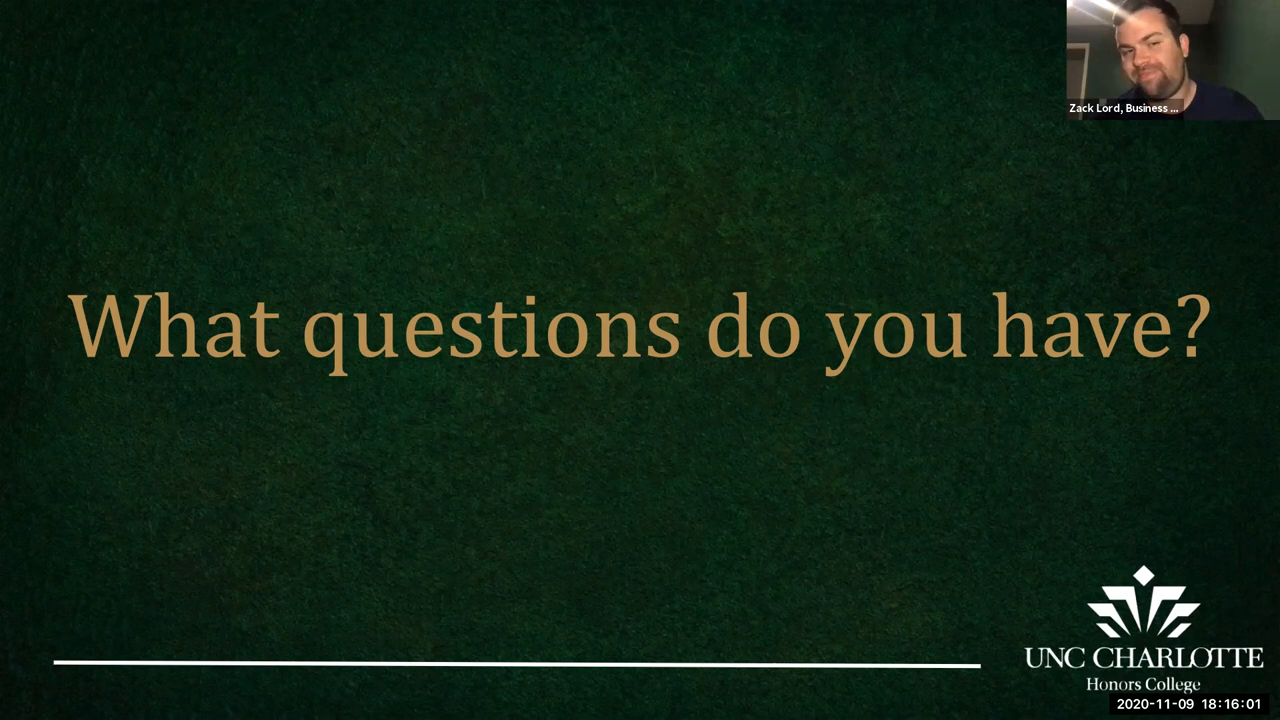 Zack Lord, Business ...
What questions do you have?
UNC CHARLOTTE
Honors College
2020-11-09 18:16:01